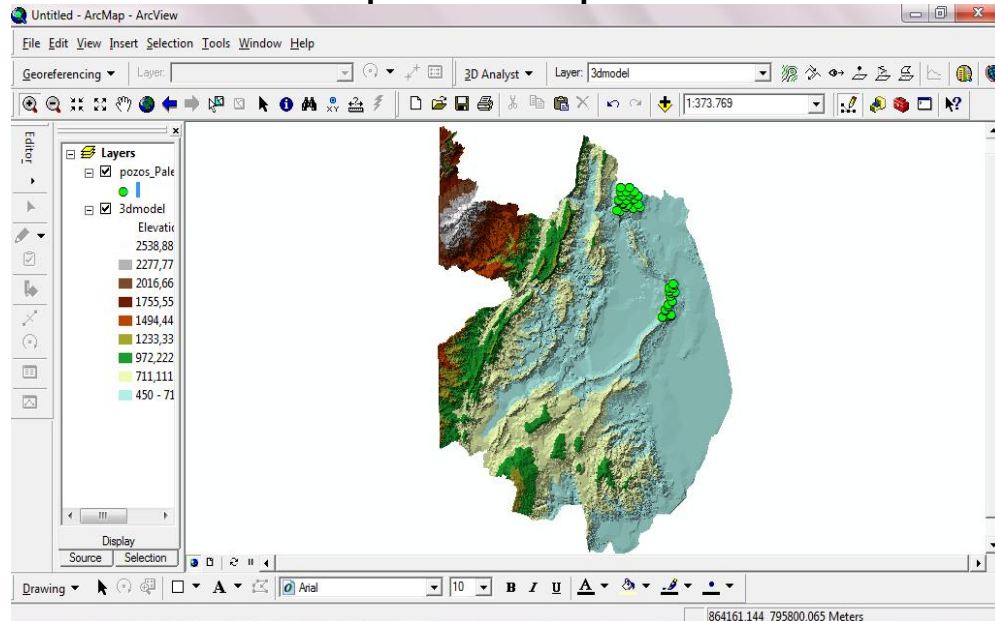 Untitled - ArcMap - ArcView
File Edit View Insert Selection Tools Window Help
Georeferencing Layer: 3D Analyst Layer: 3dmodel
1:373.769
Editor
Layers
pozos_Pale
3dmodel
Elevatic
2538,88
2277,77
2016,66
1755,55
1494,44
1233,33
972,222
711,111
450 - 71
Display
Source Selection
Drawing A Arial 10 B I U A
864161.144 795800.065 Meters